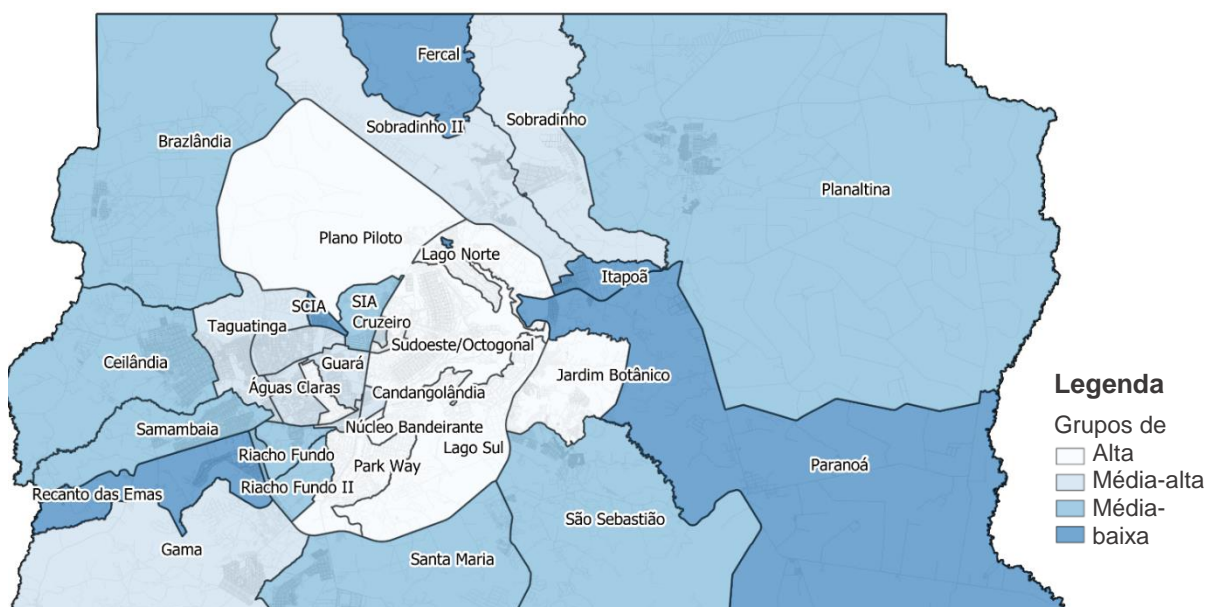 Fercal
Sobradinho II
Sobradinho
Brazlândia
Planaltina
Plano Piloto
Lago Norte
Itapoã
SCIA
SIA
Taguatinga
Cruzeiro
Sudoeste/Octogonal
Ceilândia
Guará
Jardim Botânico
Águas Claras
Candangolândia
Samambaia
Núcleo Bandeirante
Riacho Fundo
Lago Sul
Park Way
Paranoá
Recanto das Emas
Riacho Fundo II
São Sebastião
Gama
Santa Maria
Legenda
Grupos de
Alta
Média-alta
Média-
baixa